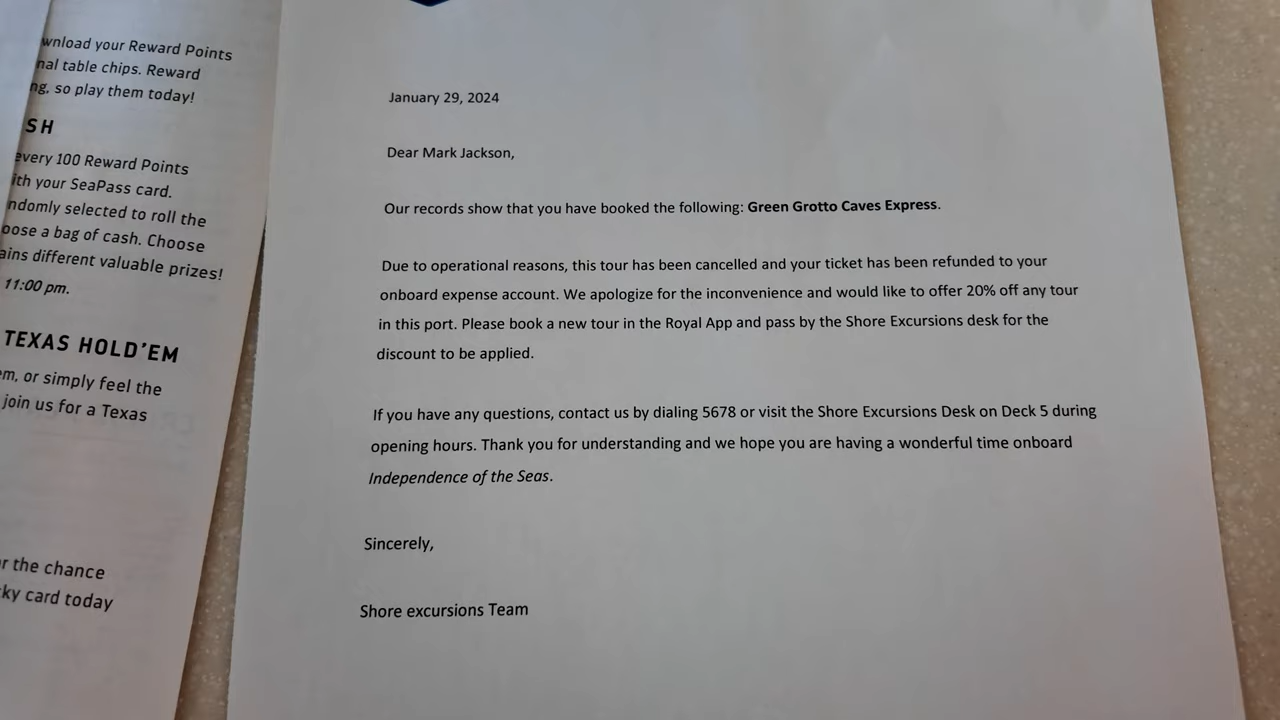 wnload your Reward Points
nal table chips. Reward
ng, so play them today!
SH
every 100 Reward Points
ith your SeaPass card.
ndomly selected to roll the
oose a bag of cash. Choose
ains different valuable prizes!
11:00 pm.
TEXAS HOLD'EM
em, or simply feel the
join us for a Texas
r the chance
ky card today
January 29, 2024
Dear Mark Jackson,
Our records show that you have booked the following: Green Grotto Caves Express.
Due to operational reasons, this tour has been cancelled and your ticket has been refunded to your
onboard expense account. We apologize for the inconvenience and would like to offer 20% off any tour
in this port. Please book a new tour in the Royal App and pass by the Shore Excursions desk for the
discount to be applied.
If you have any questions, contact us by dialing 5678 or visit the Shore Excursions Desk on Deck 5 during
opening hours. Thank you for understanding and we hope you are having a wonderful time onboard
Independence of the Seas.
Sincerely,
Shore excursions Team